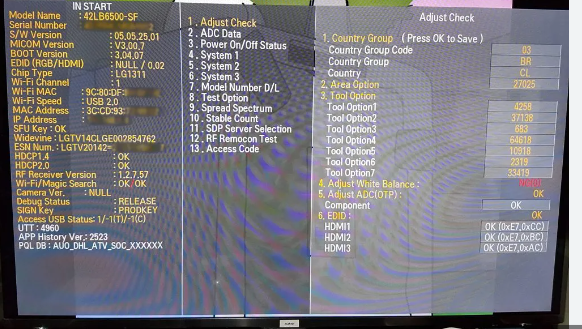 IN START
Model Name : 42LB6500-SF
Serial Number
S/W Version : 05,05,25,01
MICOM Version : V3,00,7
BOOT Version : 3,04,07
EDID (RGB/HDMI) : NULL / 0.02
Chip Type : LG1311
Wi-Fi Channel : 1
Wi-Fi MAC : 9C:80:DF:
Wi-Fi Speed : USB 2,0
MAC Address : 3C:CD:93:
IP Address :
SFU Key : OK
Widevine : LGTV14CLGE002854762
ESN Num. : LGTV20142=
HDCP1.4 : OK
HDCP2.0 : OK
RF Receiver Version : 1.2.7.57
Wi-Fi/Magic Search : OK/OK
Camera Ver. : NULL
Debug Status : RELEASE
SIGN Key : PRODKEY
Access USB Status: 1/-1(T)/-1(C)
UTT : 4960
APP History Ver.: 2523
PQL DB : AUO_DHL_ATV_SOC_XXXXXX
1 . Adjust Check
2 . ADC Data
3 . Power On/Off Status
4 . System 1
5 . System 2
6 . System 3
7 . Model Number D/L
8 . Test Option
9 . Spread Spectrum
10 . Stable Count
11 . SDP Server Selection
12 . RF Remocon Test
13 . Access Code
Adjust Check
1. Country Group ( Press OK to Save )
Country Group Code 03
Country Group BR
Country CL
2. Area Option 27025
3. Tool Option
Tool Option1 4258
Tool Option2 37138
Tool Option3 683
Tool Option4 64618
Tool Option5 10918
Tool Option6 2319
Tool Option7 33419
4. Adjust White Balance :
5. Adjust ADC(OTP) : OK
Component OK
6. EDID : OK
HDMI1 OK (0xE7,0xCC)
HDMI2 OK (0xE7,0xBC)
HDMI3 OK (0xE7,0xAC)